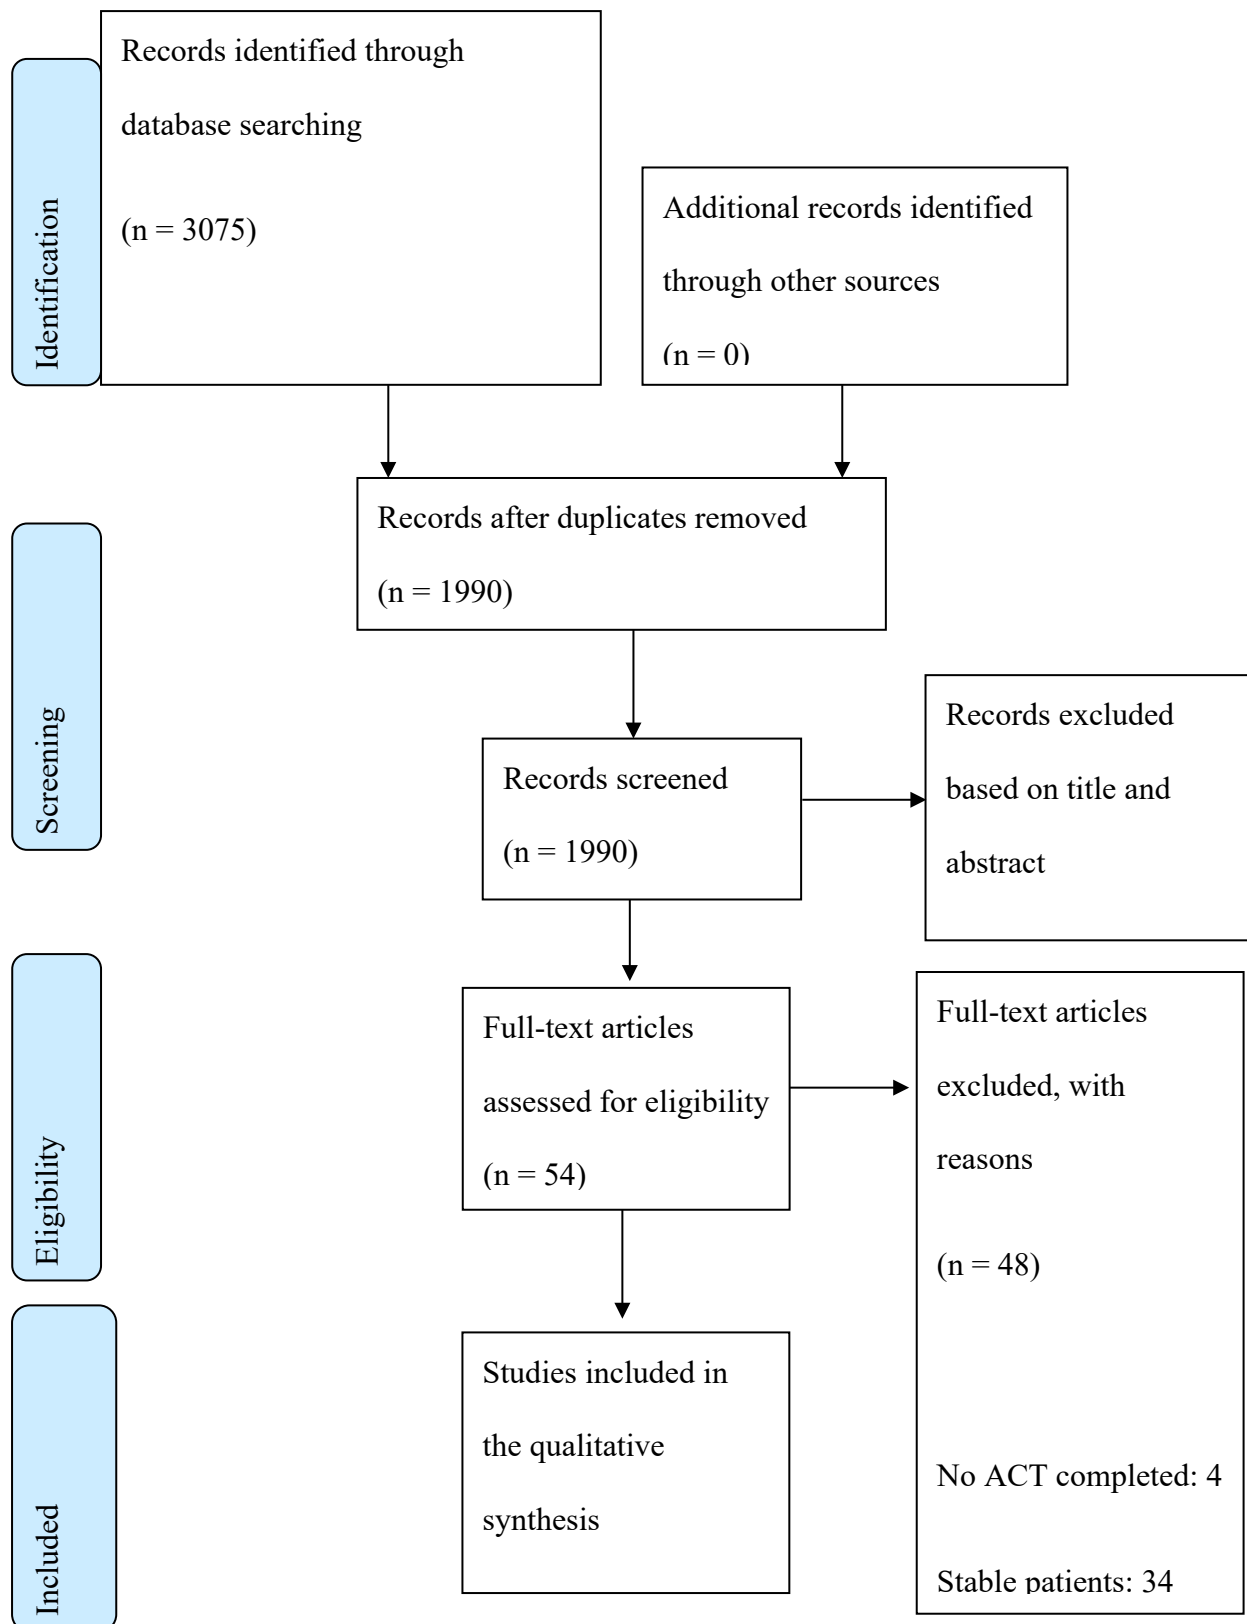 Identification
Records identified through
database searching
(n = 3075)
Additional records identified
through other sources
(n = 0)
Records after duplicates removed
(n = 1990)
Screening
Records screened
(n = 1990)
Records excluded
based on title and
abstract
Eligibility
Full-text articles
assessed for eligibility
(n = 54)
Full-text articles
excluded, with
reasons
(n = 48)
No ACT completed: 4
Stable patients: 34
Included
Studies included in
the qualitative
synthesis